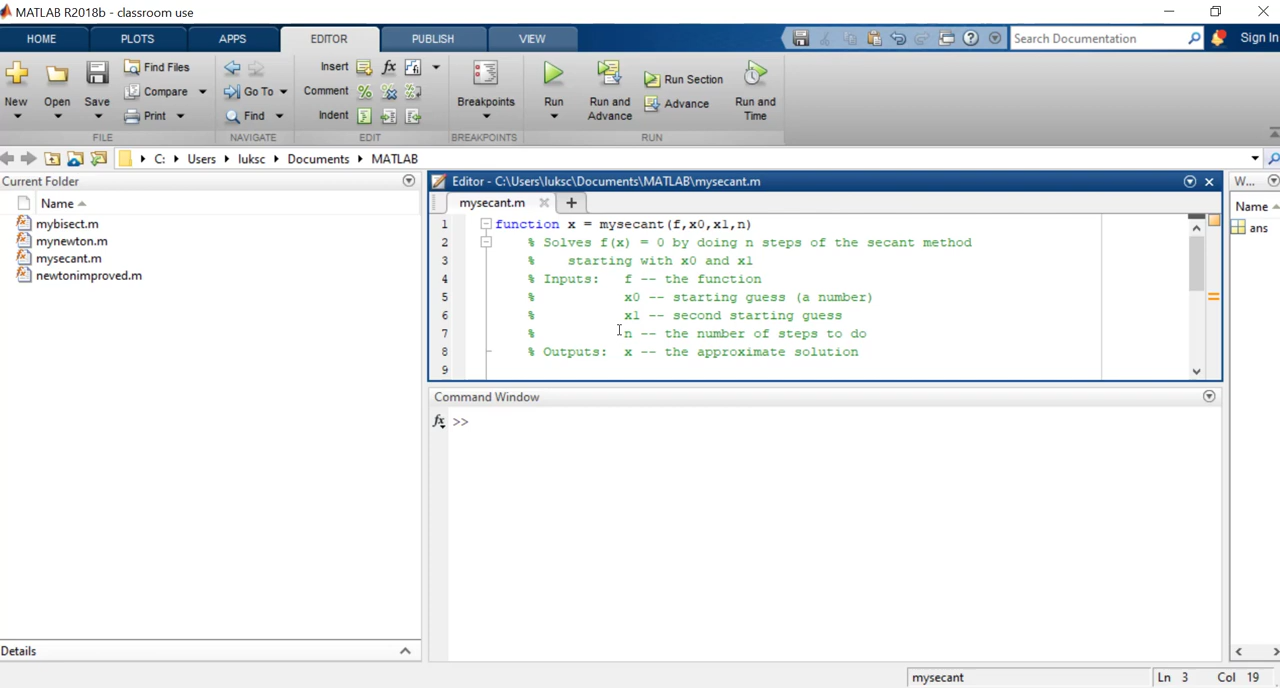 MATLAB R2018b - classroom use
HOME PLOTS APPS EDITOR PUBLISH VIEW Search Documentation Sign In
New Open Save Find Files Compare Print FILE
Go To Find NAVIGATE
Insert fx Comment Indent EDIT
Breakpoints BREAKPOINTS
Run Run and Advance Run Section Advance Run and Time RUN
C: Users luksc Documents MATLAB
Current Folder
Name
mybisect.m
mynewton.m
mysecant.m
newtonimproved.m
Details
Editor - C:\Users\luksc\Documents\MATLAB\mysecant.m
mysecant.m
1 function x = mysecant(f,x0,x1,n)
2 % Solves f(x) = 0 by doing n steps of the secant method
3 % starting with x0 and x1
4 % Inputs: f -- the function
5 % x0 -- starting guess (a number)
6 % x1 -- second starting guess
7 % n -- the number of steps to do
8 % Outputs: x -- the approximate solution
9
Command Window
fx >>
W...
Name
ans
mysecant Ln 3 Col 19